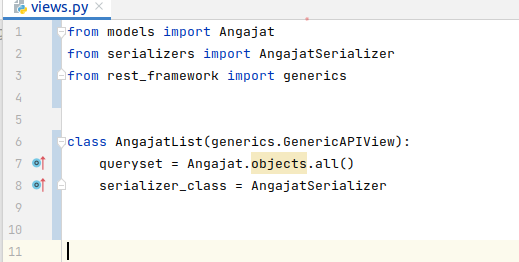 views.py
1 from models import Angajat
2 from serializers import AngajatSerializer
3 from rest_framework import generics
4
5
6 class AngajatList(generics.GenericAPIView):
7     queryset = Angajat.objects.all()
8     serializer_class = AngajatSerializer
9
10
11